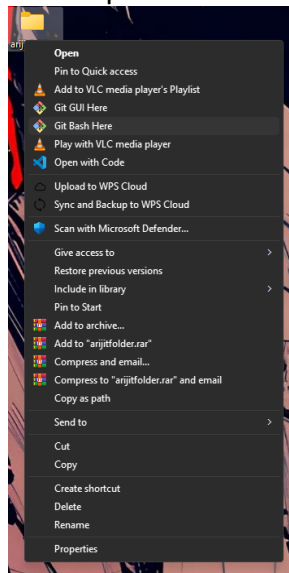 arij
Open
Pin to Quick access
Add to VLC media player's Playlist
Git GUI Here
Git Bash Here
Play with VLC media player
Open with Code
Upload to WPS Cloud
Sync and Backup to WPS Cloud
Scan with Microsoft Defender...
Give access to
Restore previous versions
Include in library
Pin to Start
Add to archive...
Add to "arijitfolder.rar"
Compress and email...
Compress to "arijitfolder.rar" and email
Copy as path
Send to
Cut
Copy
Create shortcut
Delete
Rename
Properties